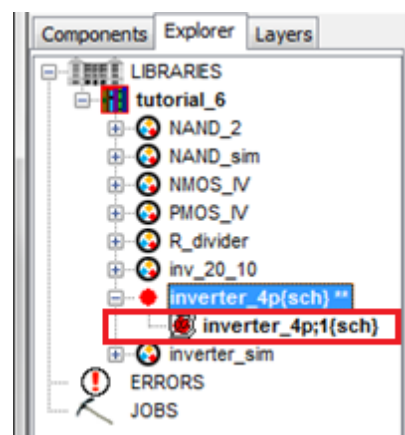 Components Explorer Layers
LIBRARIES
tutorial_6
NAND_2
NAND_sim
NMOS_IV
PMOS_IV
R_divider
inv_20_10
inverter_4p{sch} **
inverter_4p;1{sch}
inverter_sim
ERRORS
JOBS